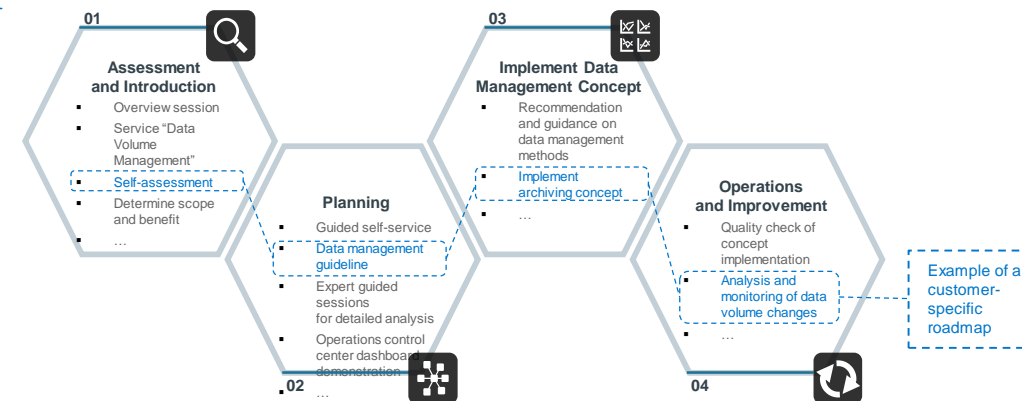 01
Assessment
and Introduction
▪ Overview session
▪ Service “Data
Volume
Management”
▪ Self-assessment
▪ Determine scope
and benefit
▪ …
Planning
▪ Guided self-service
▪ Data management
guideline
▪ Expert guided
sessions
for detailed analysis
▪ Operations control
center dashboard
demonstration
▪ …
02
03
Implement Data
Management Concept
▪ Recommendation
and guidance on
data management
methods
▪ Implement
archiving concept
▪ …
Operations
and Improvement
▪ Quality check of
concept
implementation
▪ Analysis and
monitoring of data
volume changes
▪ …
04
Example of a
customer-
specific
roadmap